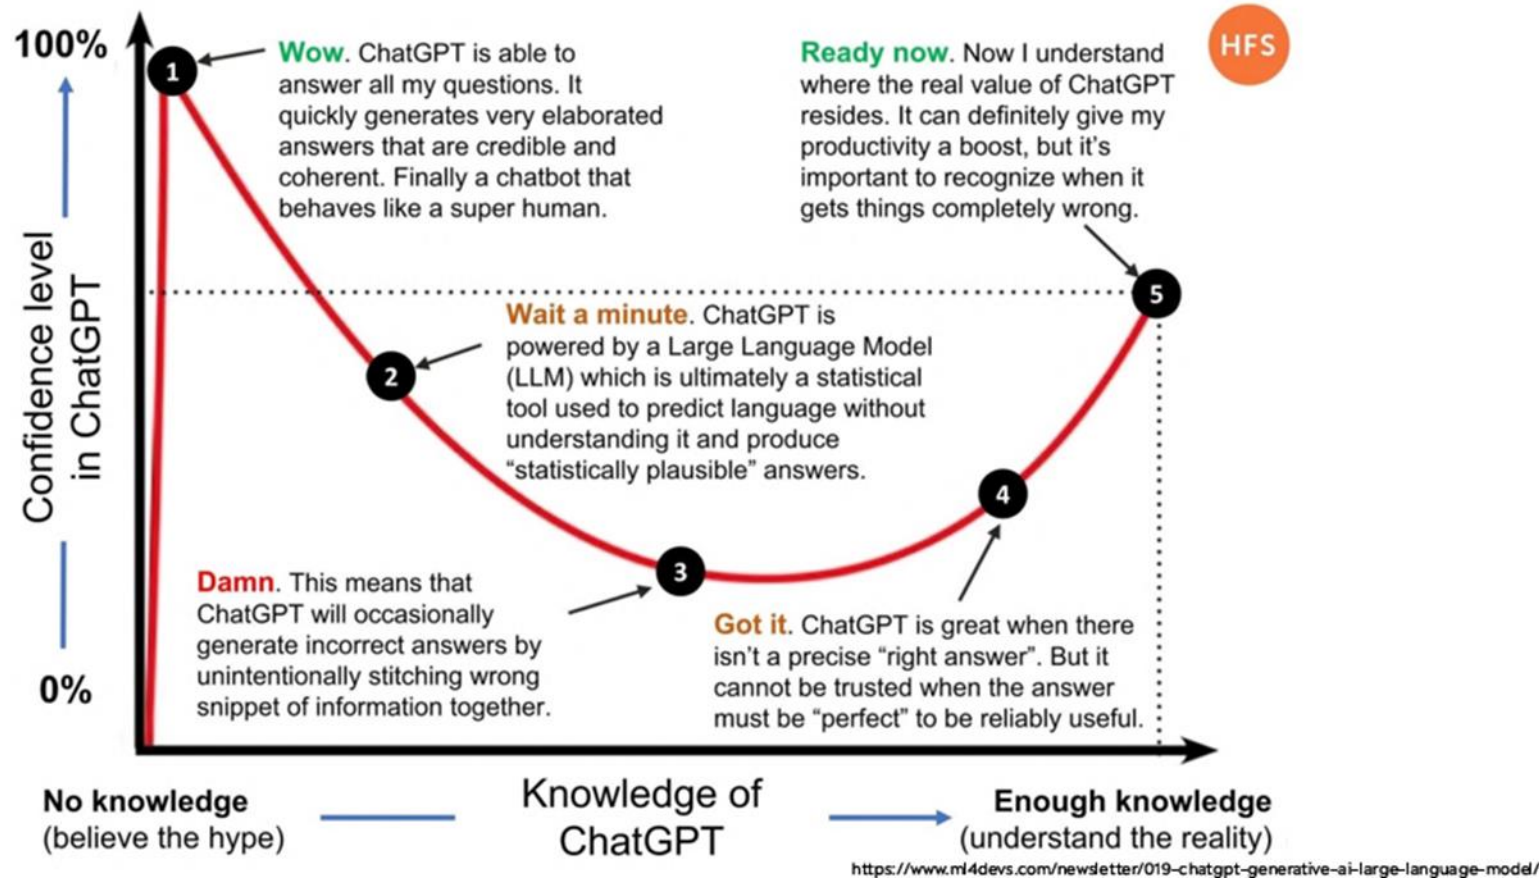 100%
1
Wow. ChatGPT is able to
answer all my questions. It
quickly generates very elaborated
answers that are credible and
coherent. Finally a chatbot that
behaves like a super human.
Ready now. Now I understand
where the real value of ChatGPT
resides. It can definitely give my
productivity a boost, but it’s
important to recognize when it
gets things completely wrong.
HFS
Confidence level
in ChatGPT
5
Wait a minute. ChatGPT is
powered by a Large Language Model
(LLM) which is ultimately a statistical
tool used to predict language without
understanding it and produce
“statistically plausible” answers.
2
4
3
Damn. This means that
ChatGPT will occasionally
generate incorrect answers by
unintentionally stitching wrong
snippet of information together.
Got it. ChatGPT is great when there
isn’t a precise “right answer”. But it
cannot be trusted when the answer
must be “perfect” to be reliably useful.
0%
No knowledge
(believe the hype)
Knowledge of
ChatGPT
Enough knowledge
(understand the reality)
https://www.ml4devs.com/newsletter/019-chatgpt-generative-ai-large-language-model/